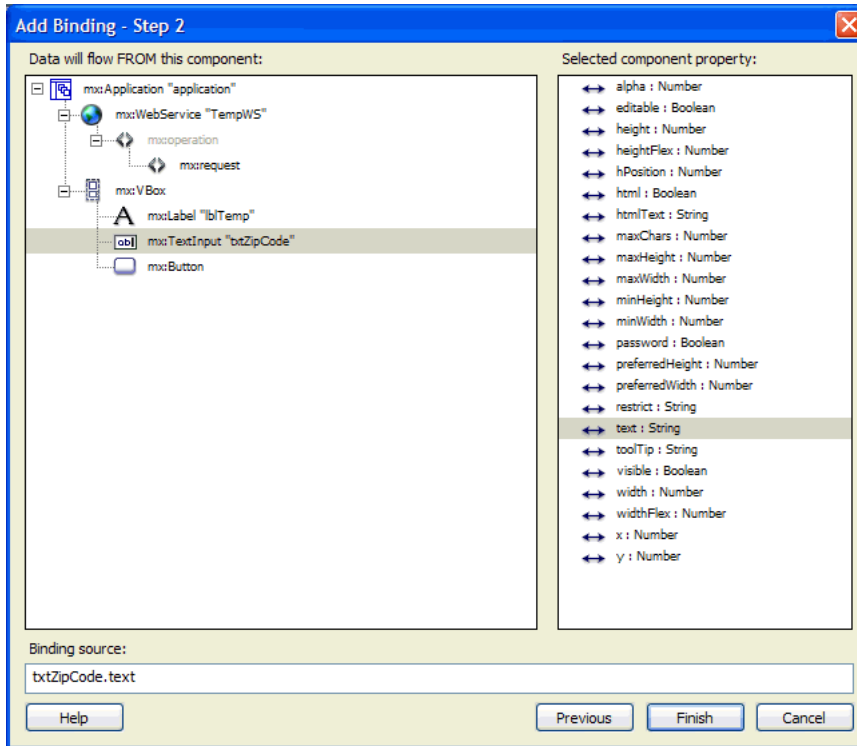 Add Binding - Step 2
Data will flow FROM this component:
mx:Application "application"
mx:WebService "TempWS"
mx:operation
mx:request
mx:VBox
A mx:Label "lblTemp"
abl mx:TextInput "txtZipCode"
mx:Button
Selected component property:
alpha : Number
editable : Boolean
height : Number
heightFlex : Number
hPosition : Number
html : Boolean
htmlText : String
maxChars : Number
maxHeight : Number
maxWidth : Number
minHeight : Number
minWidth : Number
password : Boolean
preferredHeight : Number
preferredWidth : Number
restrict : String
text : String
toolTip : String
visible : Boolean
width : Number
widthFlex : Number
x : Number
y : Number
Binding source:
txtZipCode.text
Help
Previous
Finish
Cancel